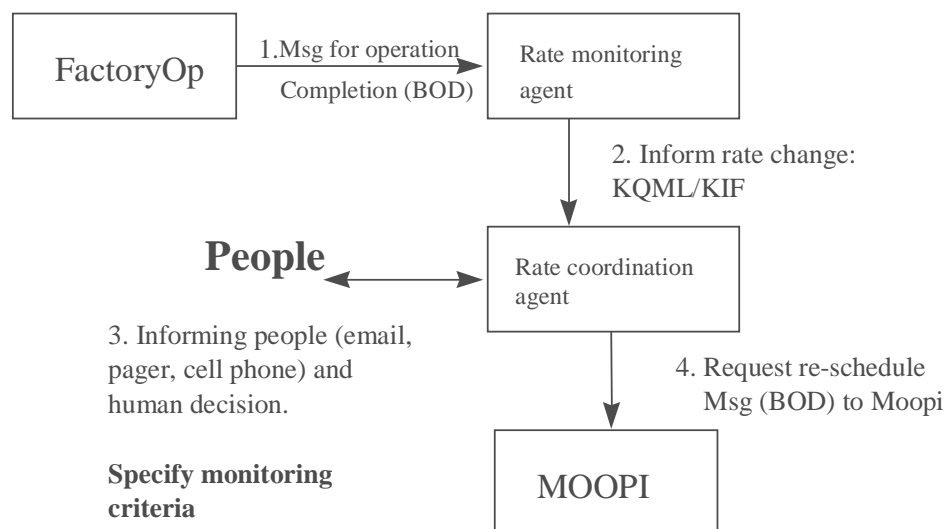 FactoryOp
1.Msg for operation
Completion (BOD)
Rate monitoring
agent
2. Inform rate change:
KQML/KIF
People
Rate coordination
agent
3. Informing people (email,
pager, cell phone) and
human decision.
4. Request re-schedule
Msg (BOD) to Moopi
Specify monitoring
criteria
MOOPI